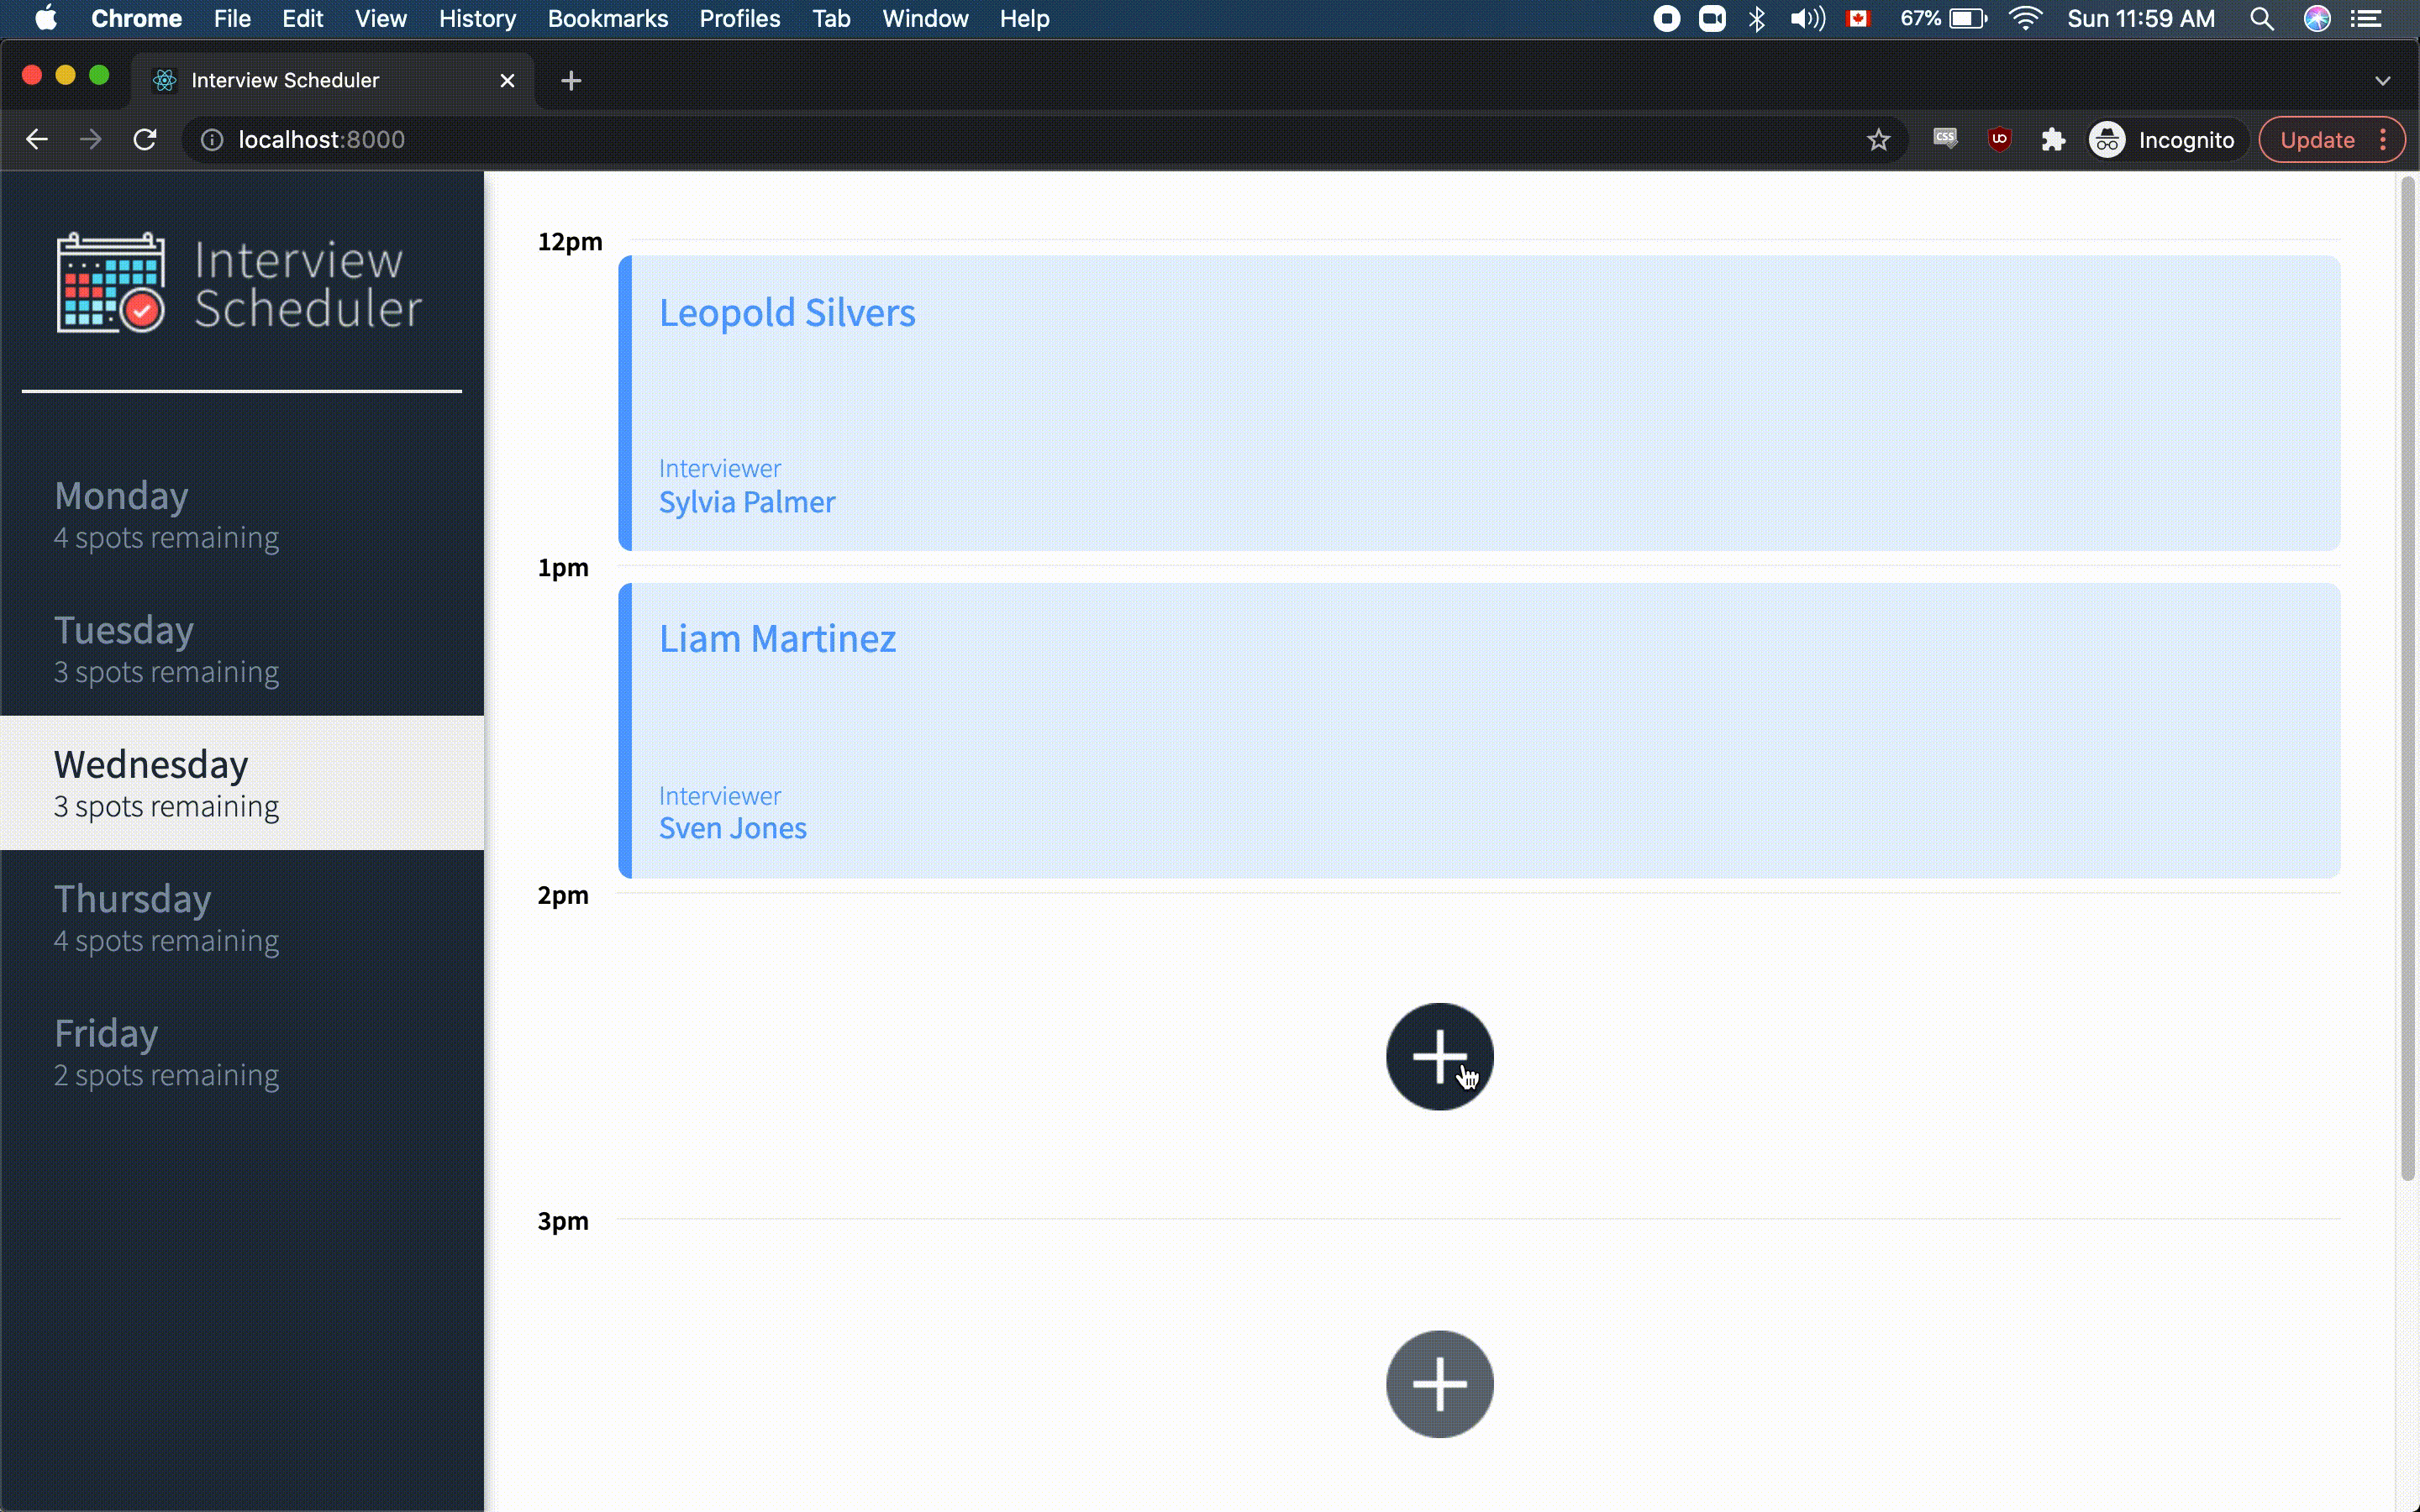 Chrome File Edit View History Bookmarks Profiles Tab Window Help 67% Sun 11:59 AM
Interview Scheduler
localhost:8000 CSS UD Incognito Update
Interview
Scheduler
Monday
4 spots remaining
Tuesday
3 spots remaining
Wednesday
3 spots remaining
Thursday
4 spots remaining
Friday
2 spots remaining
12pm
Leopold Silvers
Interviewer
Sylvia Palmer
1pm
Liam Martinez
Interviewer
Sven Jones
2pm
3pm